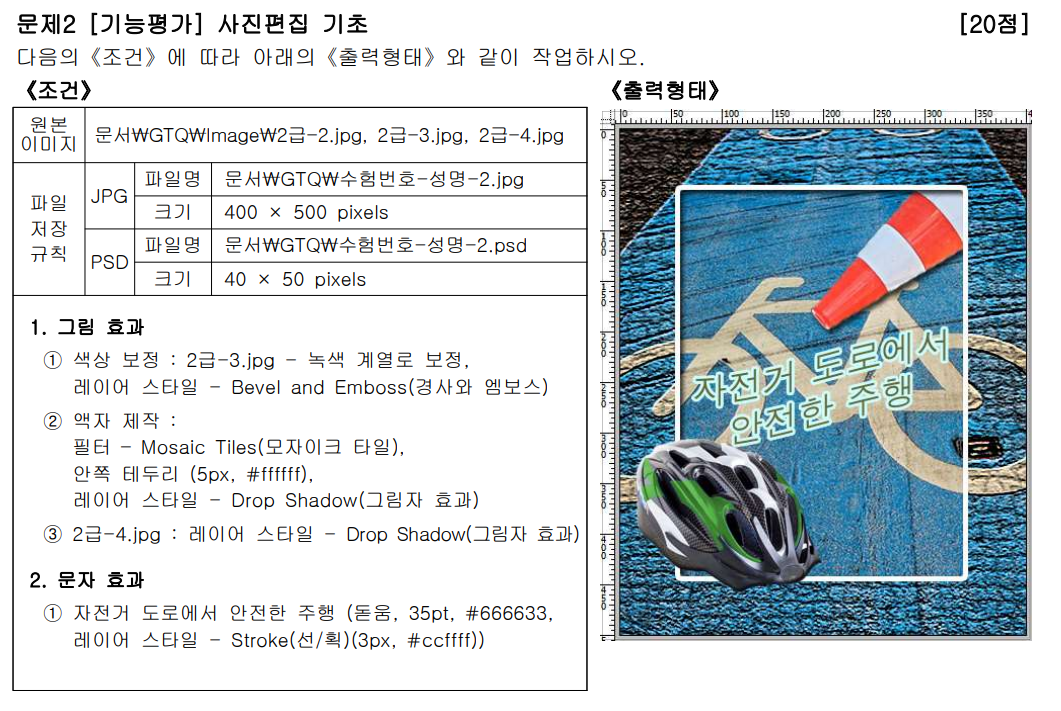 문제2 [기능평가] 사진편집 기초 [20점]
다음의《조건》에 따라 아래의《출력형태》와 같이 작업하시오.
《조건》
원본
이미지
문서₩GTQ₩Image₩2급-2.jpg, 2급-3.jpg, 2급-4.jpg
파일
저장
규칙
JPG
파일명 문서₩GTQ₩수험번호-성명-2.jpg
크기 400 × 500 pixels
PSD
파일명 문서₩GTQ₩수험번호-성명-2.psd
크기 40 × 50 pixels
1. 그림 효과
① 색상 보정 : 2급-3.jpg - 녹색 계열로 보정,
레이어 스타일 - Bevel and Emboss(경사와 엠보스)
② 액자 제작 :
필터 - Mosaic Tiles(모자이크 타일),
안쪽 테두리 (5px, #ffffff),
레이어 스타일 - Drop Shadow(그림자 효과)
③ 2급-4.jpg : 레이어 스타일 - Drop Shadow(그림자 효과)
2. 문자 효과
① 자전거 도로에서 안전한 주행 (돋움, 35pt, #666633,
레이어 스타일 - Stroke(선/획)(3px, #ccffff))
《출력형태》
0 50 100 150 200 250 300 350 4
0
50
100
150
200
250
300
350
400
450
5
자전거 도로에서
안전한 주행